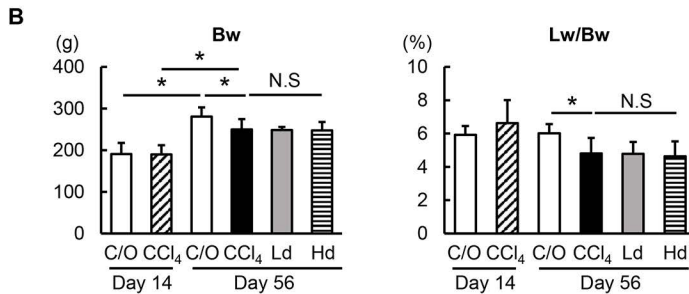 B
Bw
(g)
400
300
200
100
0
* * * N.S
C/O CCl₄ C/O CCl₄ Ld Hd
Day 14 Day 56
Lw/Bw
(%)
10
8
6
4
2
0
* N.S
C/O CCl₄ C/O CCl₄ Ld Hd
Day 14 Day 56